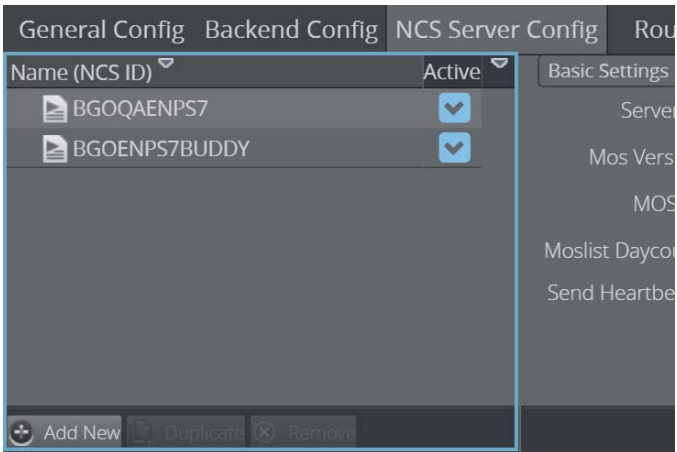 General Config Backend Config NCS Server Config Rou
Name (NCS ID) Active Basic Settings
BGOQAENPS7 Server
BGOENPS7BUDDY Mos Vers
MOS
Moslist Daycou
Send Heartbe
Add New Duplicate Remove